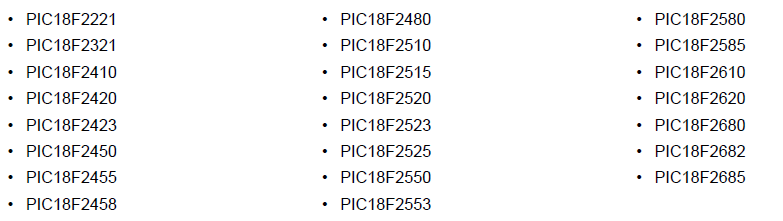 • PIC18F2221
• PIC18F2321
• PIC18F2410
• PIC18F2420
• PIC18F2423
• PIC18F2450
• PIC18F2455
• PIC18F2458
• PIC18F2480
• PIC18F2510
• PIC18F2515
• PIC18F2520
• PIC18F2523
• PIC18F2525
• PIC18F2550
• PIC18F2553
• PIC18F2580
• PIC18F2585
• PIC18F2610
• PIC18F2620
• PIC18F2680
• PIC18F2682
• PIC18F2685